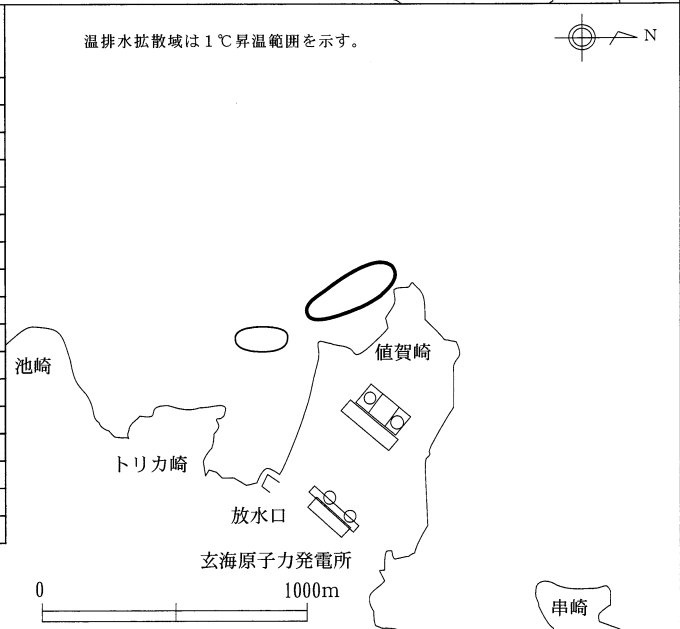 温排水拡散域は1℃昇温範囲を示す。
N
値賀崎
池崎
トリカ崎
放水口
玄海原子力発電所
0 1000m
串崎